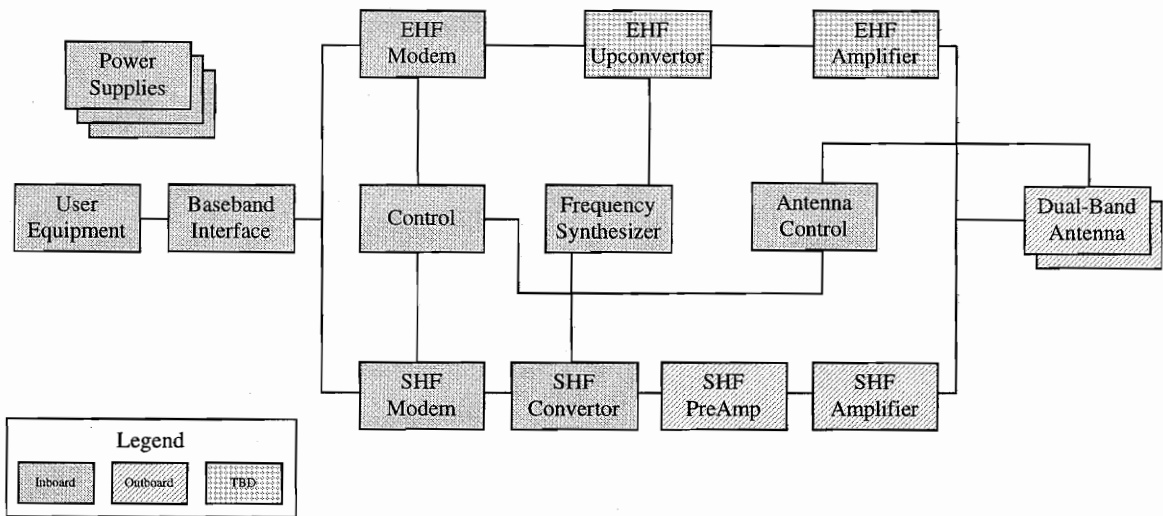 EHF
Modem
EHF
Upconvertor
EHF
Amplifier
Power
Supplies
User
Equipment
Baseband
Interface
Control
Frequency
Synthesizer
Antenna
Control
Dual-Band
Antenna
SHF
Modem
SHF
Convertor
SHF
PreAmp
SHF
Amplifier
Legend
Inboard
Outboard
TBD